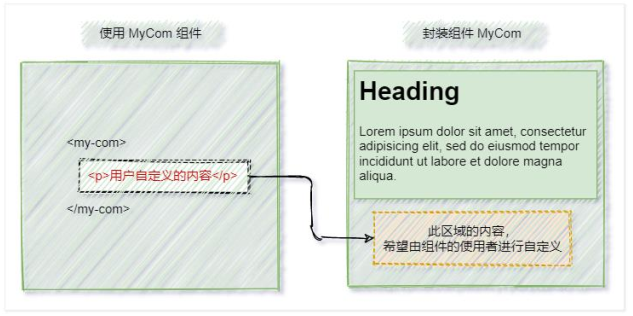 使用 MyCom 组件
封装组件 MyCom
<my-com>
<p>用户自定义的内容</p>
</my-com>
Heading
Lorem ipsum dolor sit amet, consectetur
adipisicing elit, sed do eiusmod tempor
incididunt ut labore et dolore magna
aliqua.
此区域的内容，
希望由组件的使用者进行自定义